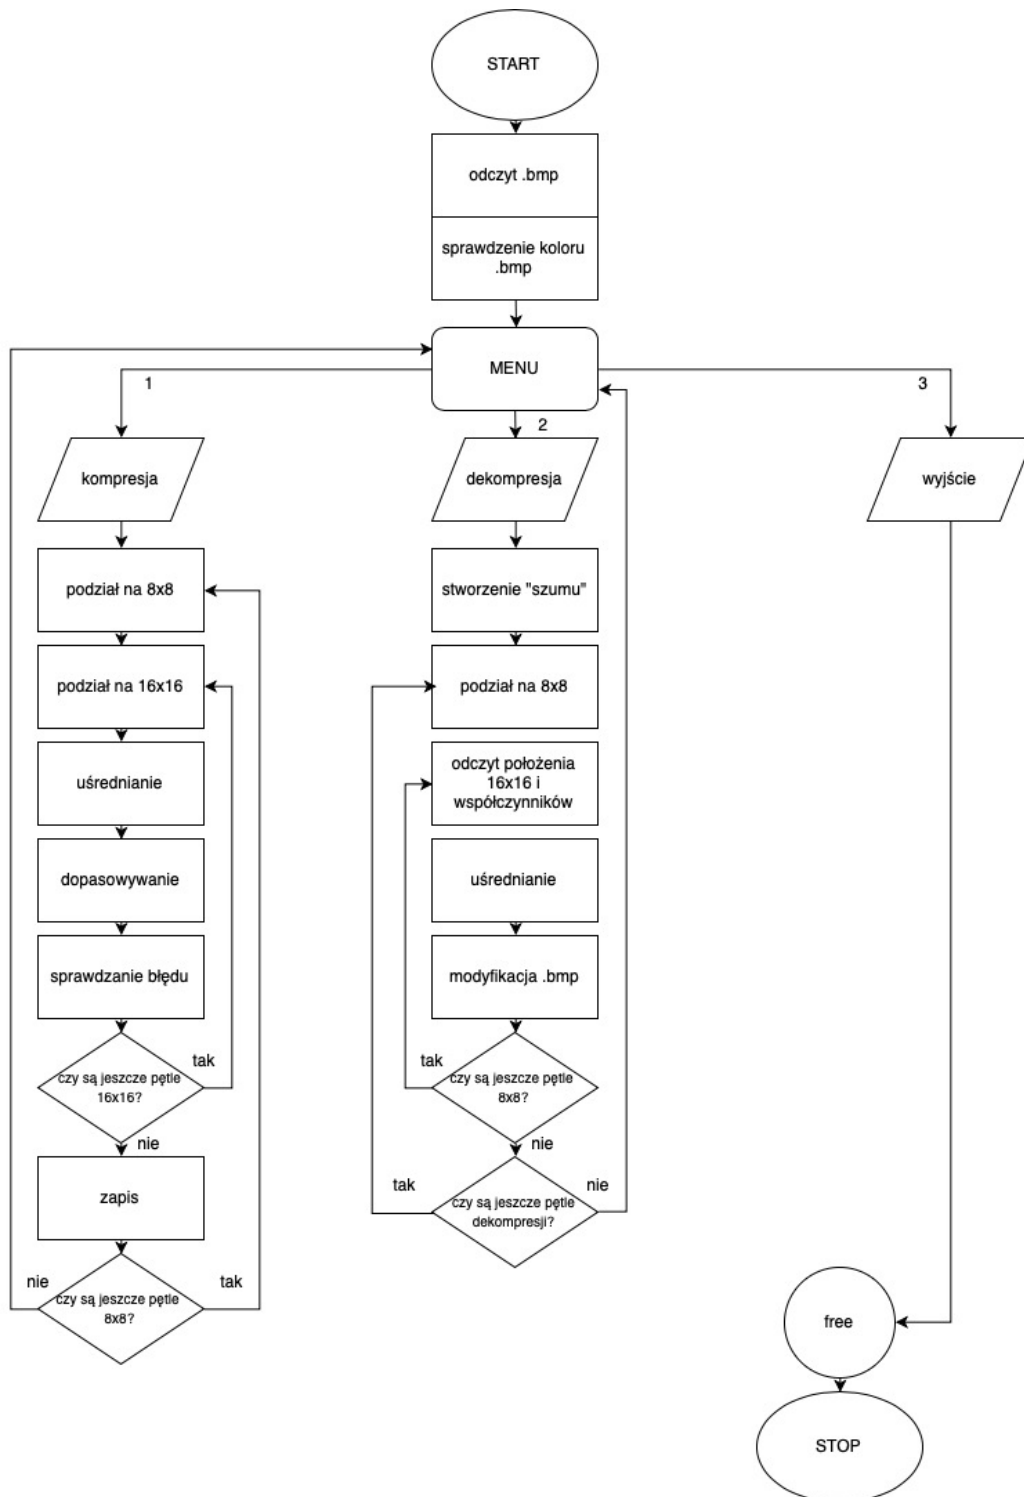 START
odczyt .bmp
sprawdzenie koloru
.bmp
MENU
1
2
3
kompresja
dekompresja
wyjście
podział na 8x8
podział na 16x16
uśrednianie
dopasowywanie
sprawdzanie błędu
czy są jeszcze pętle
16x16?
tak
nie
zapis
czy są jeszcze pętle
8x8?
nie
tak
stworzenie "szumu"
podział na 8x8
odczyt położenia
16x16 i
współczynników
uśrednianie
modyfikacja .bmp
tak
czy są jeszcze pętle
8x8?
nie
tak
czy są jeszcze pętle
dekompresji?
nie
free
STOP